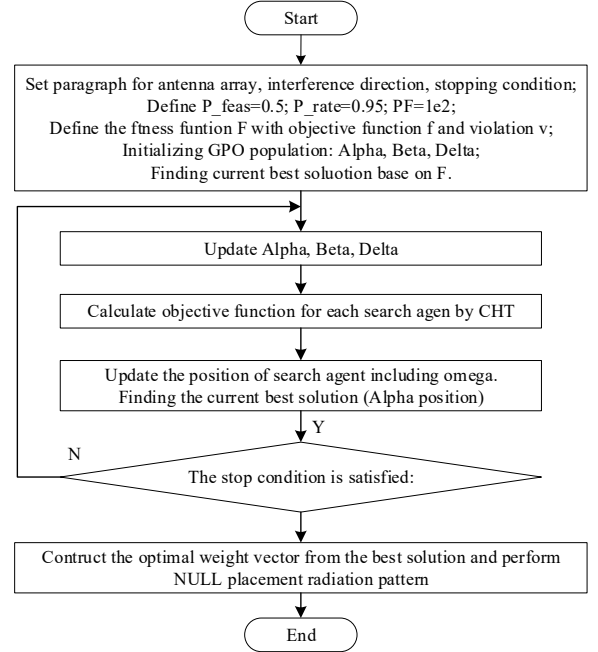 Start
Set paragraph for antenna array, interference direction, stopping condition;
Define P_feas=0.5; P_rate=0.95; PF=1e2;
Define the ftness funtion F with objective function f and violation v;
Initializing GPO population: Alpha, Beta, Delta;
Finding current best soluotion base on F.
Update Alpha, Beta, Delta
Calculate objective function for each search agen by CHT
Update the position of search agent including omega.
Finding the current best solution (Alpha position)
Y
N
The stop condition is satisfied:
Contruct the optimal weight vector from the best solution and perform
NULL placement radiation pattern
End